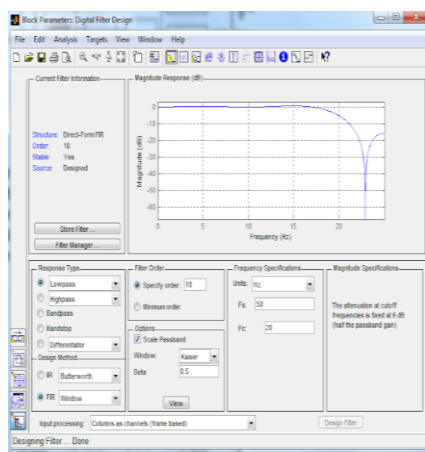 Block Parameters: Digital Filter Design
File Edit Analysis Targets View Window Help
Current Filter Information
Structure: Direct-Form FIR
Order: 10
Stable: Yes
Source: Designed
Store Filter ...
Filter Manager ...
Magnitude Response (dB)
Magnitude (dB)
0
-10
-20
-30
-40
-50
-60
0 5 10 15 20
Frequency (Hz)
Response Type
Lowpass
Highpass
Bandpass
Bandstop
Differentiator
Design Method
IIR Butterworth
FIR Window
Filter Order
Specify order: 10
Minimum order
Options
Scale Passband
Window: Kaiser
Beta: 0.5
View
Frequency Specifications
Units: Hz
Fs: 50
Fc: 20
Magnitude Specifications
The attenuation at cutoff
frequencies is fixed at 6 dB
(half the passband gain)
Input processing: Columns as channels (frame based)
Design Filter
Designing Filter ... Done